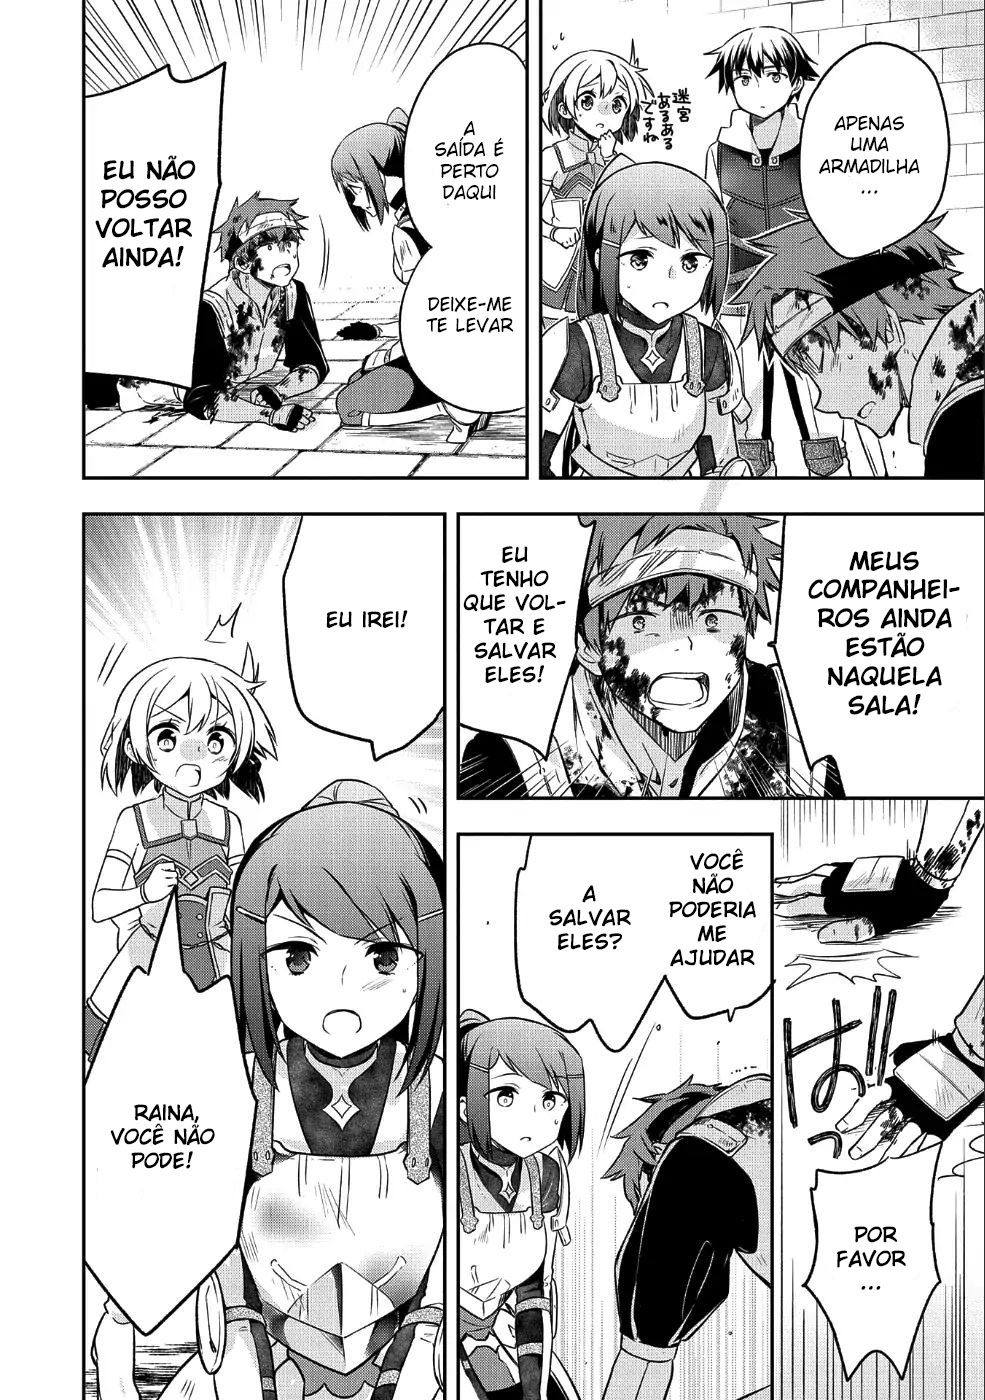 APENAS
UMA
ARMADILHA
...
迷宮
あるある
ですね
A
SAÍDA É
PERTO
DAQUI
DEIXE-ME
TE LEVAR
EU NÃO
POSSO
VOLTAR
AINDA!
MEUS
COMPANHEI-
ROS AINDA
ESTÃO
NAQUELA
SALA!
EU
TENHO
QUE VOL-
TAR E
SALVAR
ELES!
ばっ
POR
FAVOR
...
VOCÊ
NÃO
PODERIA
ME
AJUDAR
A
SALVAR
ELES?
EU IREI!
RAINA,
VOCÊ NÃO
PODE!